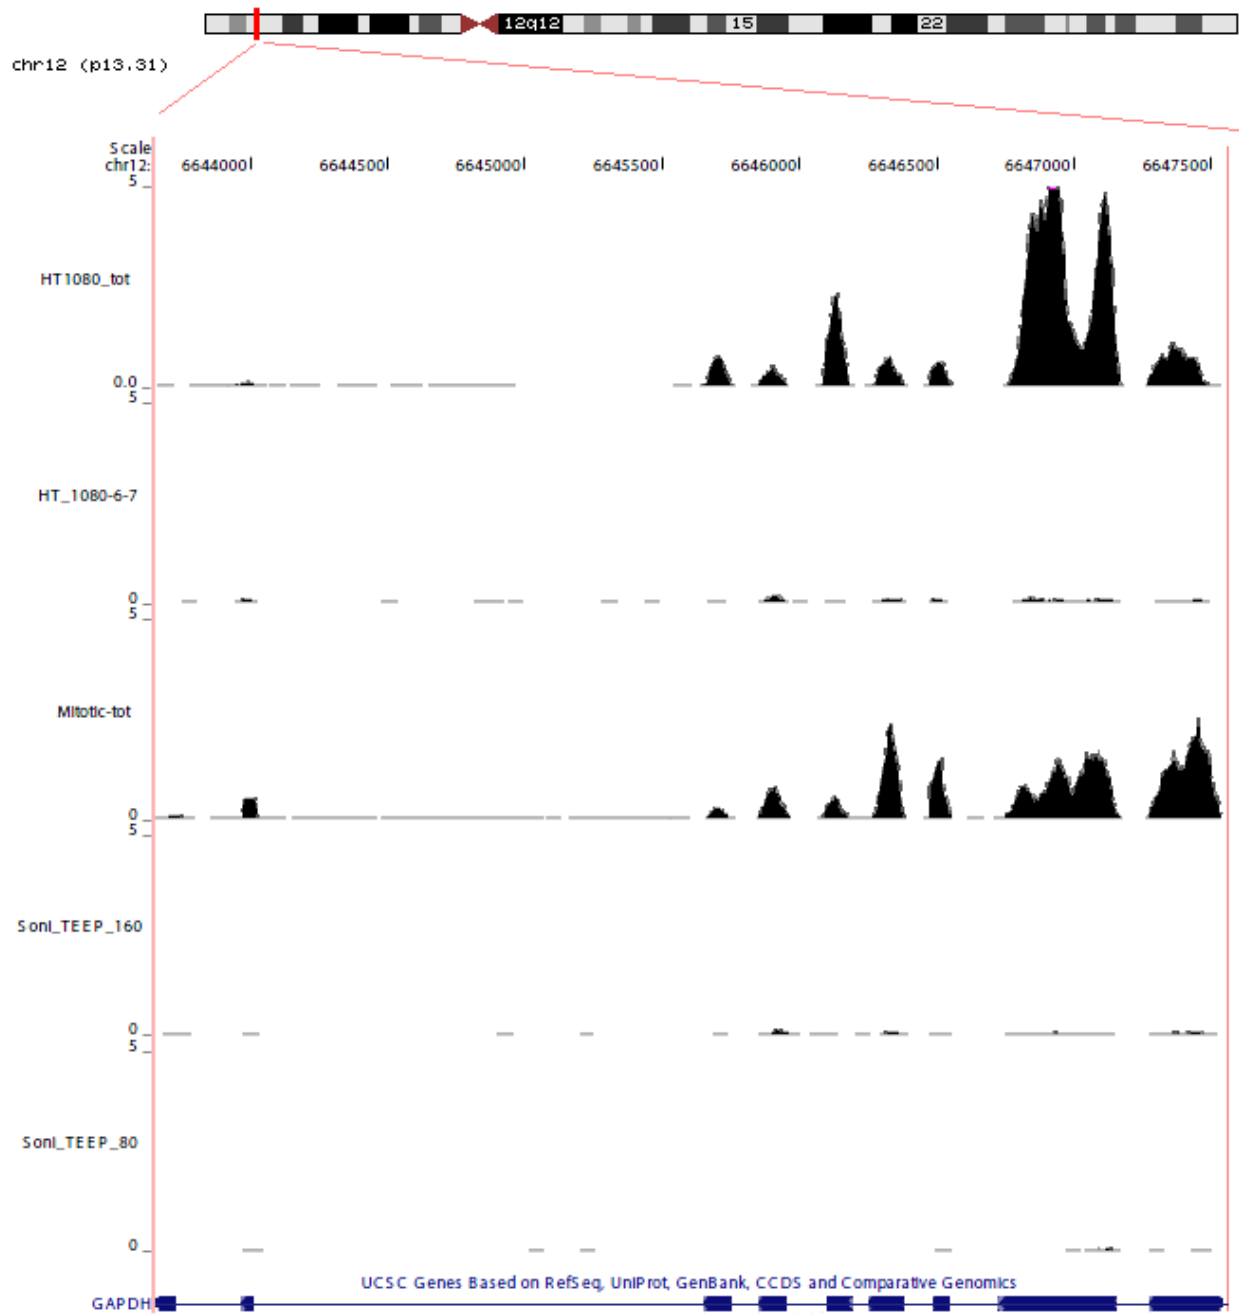 12q12 15 22
chr12 (p13.31)
Scale
chr12: 6644000 6644500 6645000 6645500 6646000 6646500 6647000 6647500
5
HT1080_tot
0.0
5
HT_1080-6-7
0
5
Mitotic-tot
0
5
Soni_TEEP_160
0
5
Soni_TEEP_80
0
UCSC Genes Based on RefSeq, UniProt, GenBank, CCDS and Comparative Genomics
GAPDH